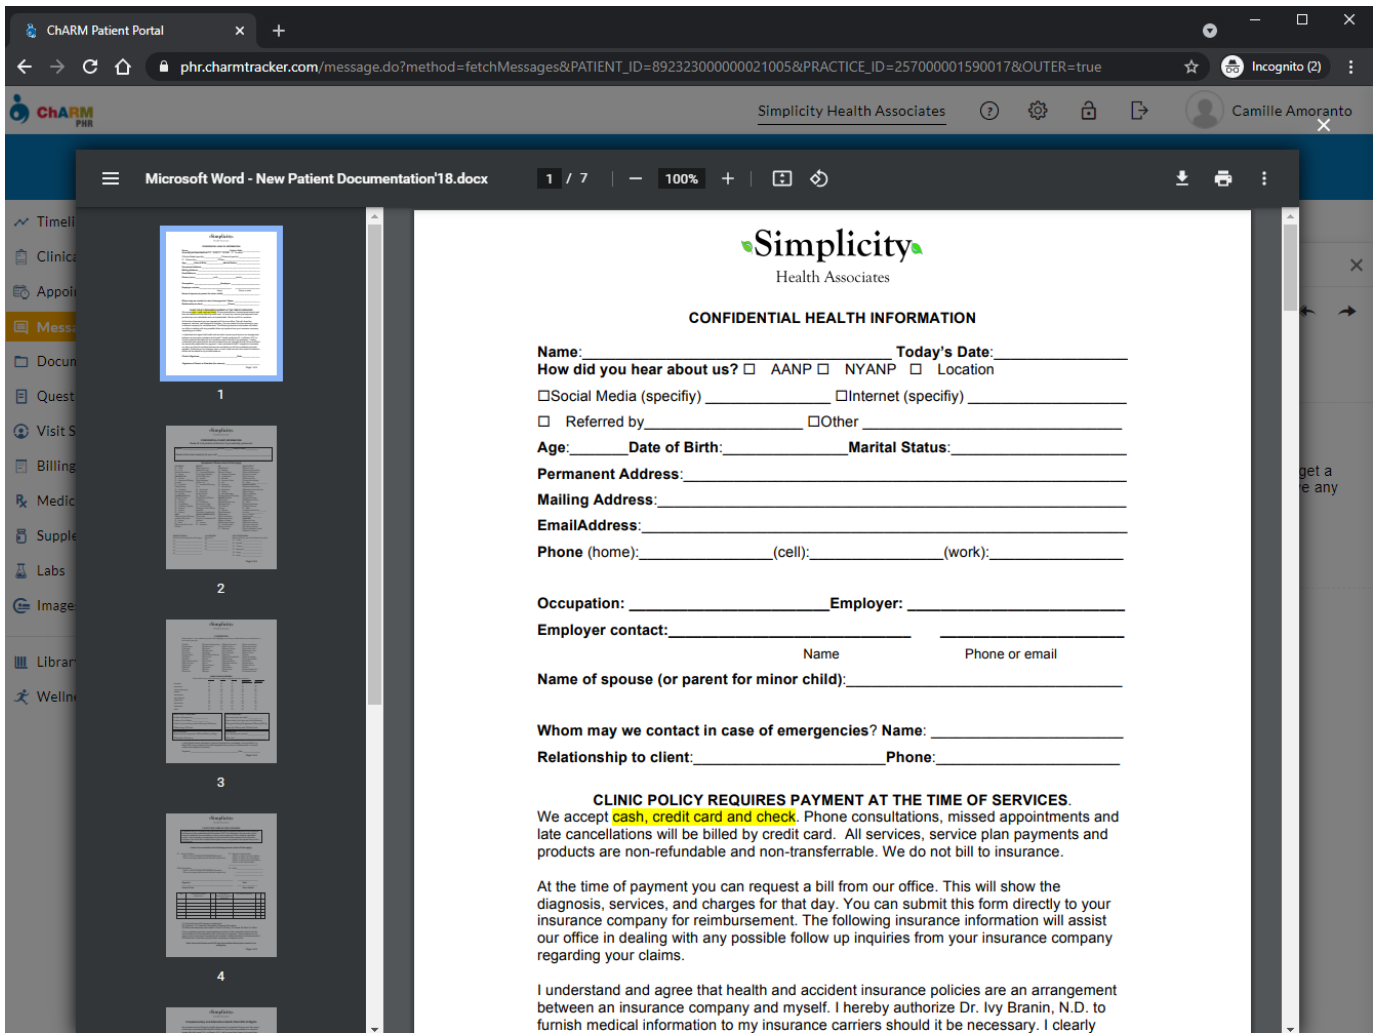 ChARM Patient Portal
phr.charmtracker.com/message.do?method=fetchMessages&PATIENT_ID=892323000000021005&PRACTICE_ID=257000001590017&OUTER=true
Incognito (2)
ChARM
PHR
Simplicity Health Associates
Camille Amoranto
Microsoft Word - New Patient Documentation'18.docx
1 / 7
100%
Timeli
Clinica
Appoi
Messa
Docum
Quest
Visit S
Billing
Medic
Supple
Labs
Image
Librar
Wellne
1
2
3
4
get a
e any
Simplicity
Health Associates
CONFIDENTIAL HEALTH INFORMATION
Name: Today's Date:
How did you hear about us? ☐ AANP ☐ NYANP ☐ Location
☐Social Media (specifiy) ☐Internet (specifiy)
☐ Referred by ☐Other
Age: Date of Birth: Marital Status:
Permanent Address:
Mailing Address:
EmailAddress:
Phone (home): (cell): (work):
Occupation: Employer:
Employer contact:
Name Phone or email
Name of spouse (or parent for minor child):
Whom may we contact in case of emergencies? Name:
Relationship to client: Phone:
CLINIC POLICY REQUIRES PAYMENT AT THE TIME OF SERVICES.
We accept cash, credit card and check. Phone consultations, missed appointments and
late cancellations will be billed by credit card. All services, service plan payments and
products are non-refundable and non-transferrable. We do not bill to insurance.
At the time of payment you can request a bill from our office. This will show the
diagnosis, services, and charges for that day. You can submit this form directly to your
insurance company for reimbursement. The following insurance information will assist
our office in dealing with any possible follow up inquiries from your insurance company
regarding your claims.
I understand and agree that health and accident insurance policies are an arrangement
between an insurance company and myself. I hereby authorize Dr. Ivy Branin, N.D. to
furnish medical information to my insurance carriers should it be necessary. I clearly